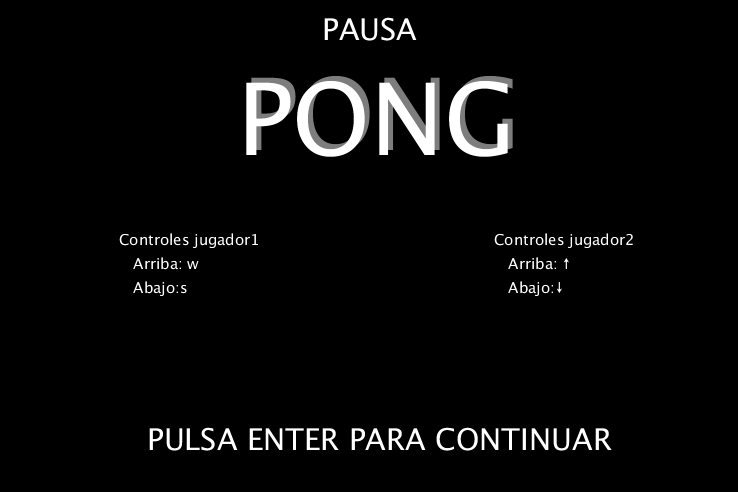 PAUSA
PONG
Controles jugador1
Arriba: w
Abajo:s
Controles jugador2
Arriba: ↑
Abajo:↓
PULSA ENTER PARA CONTINUAR